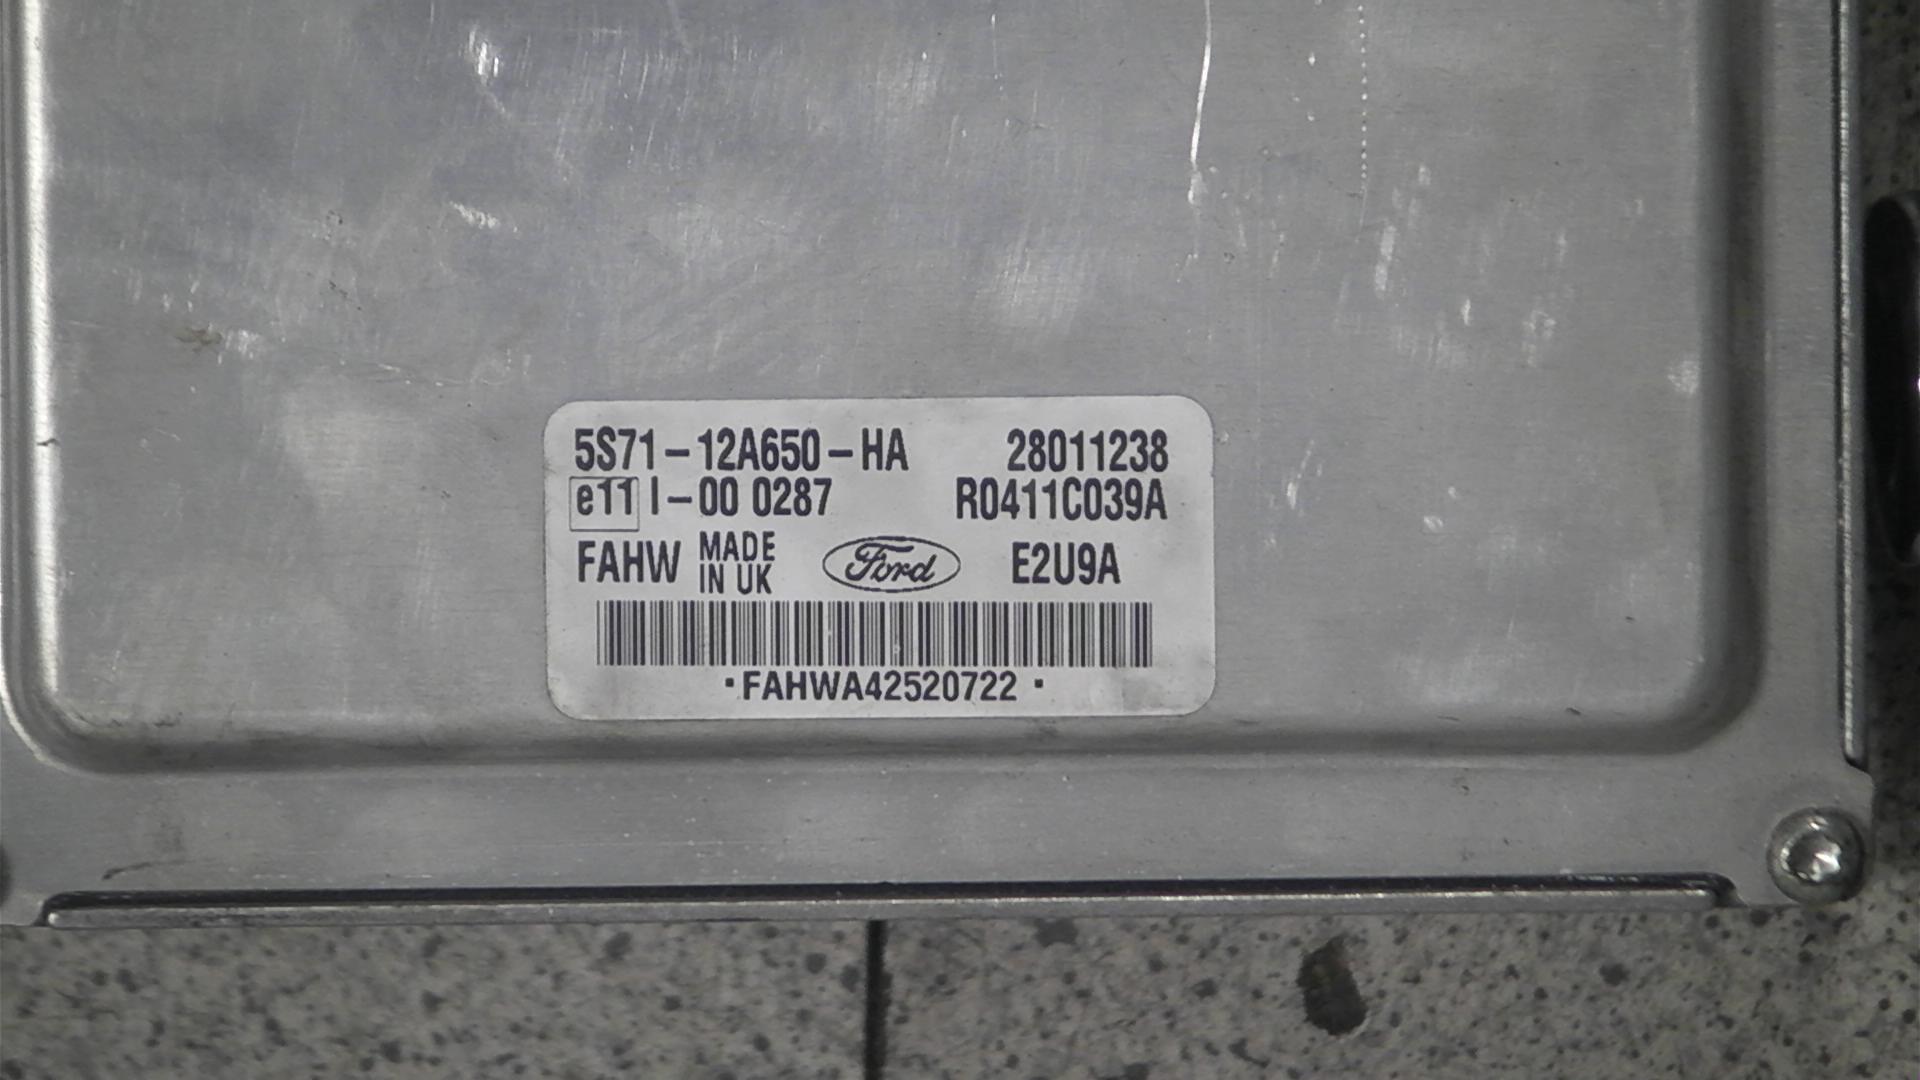 5S71-12A650-HA 28011238
e11 I-00 0287 R0411C039A
FAHW MADE IN UK Ford E2U9A
·FAHWA42520722·